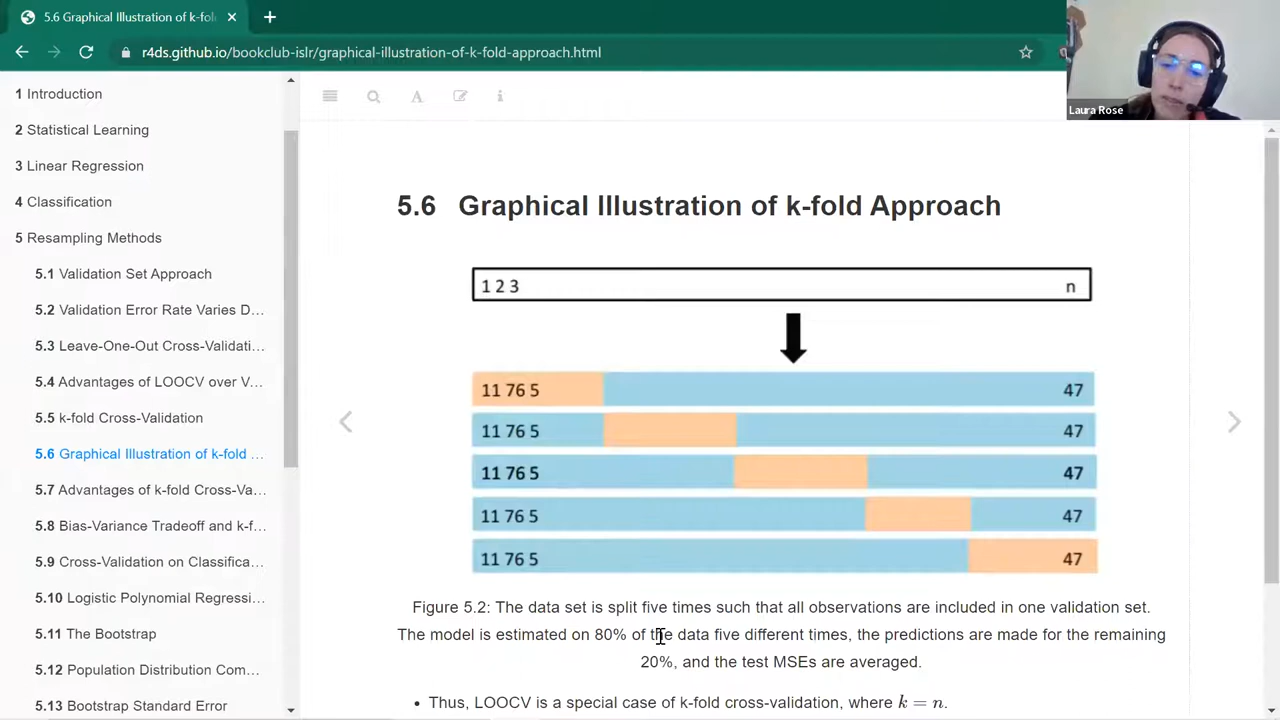 5.6 Graphical Illustration of k-fol
r4ds.github.io/bookclub-islr/graphical-illustration-of-k-fold-approach.html
Laura Rose
1 Introduction
2 Statistical Learning
3 Linear Regression
4 Classification
5 Resampling Methods
5.1 Validation Set Approach
5.2 Validation Error Rate Varies D...
5.3 Leave-One-Out Cross-Validati...
5.4 Advantages of LOOCV over V...
5.5 k-fold Cross-Validation
5.6 Graphical Illustration of k-fold ...
5.7 Advantages of k-fold Cross-Va...
5.8 Bias-Variance Tradeoff and k-f...
5.9 Cross-Validation on Classifica...
5.10 Logistic Polynomial Regressi...
5.11 The Bootstrap
5.12 Population Distribution Com...
5.13 Bootstrap Standard Error
5.6 Graphical Illustration of k-fold Approach
1 2 3 n
11 76 5 47
11 76 5 47
11 76 5 47
11 76 5 47
11 76 5 47
Figure 5.2: The data set is split five times such that all observations are included in one validation set.
The model is estimated on 80% of the data five different times, the predictions are made for the remaining
20%, and the test MSEs are averaged.
• Thus, LOOCV is a special case of k-fold cross-validation, where k = n.